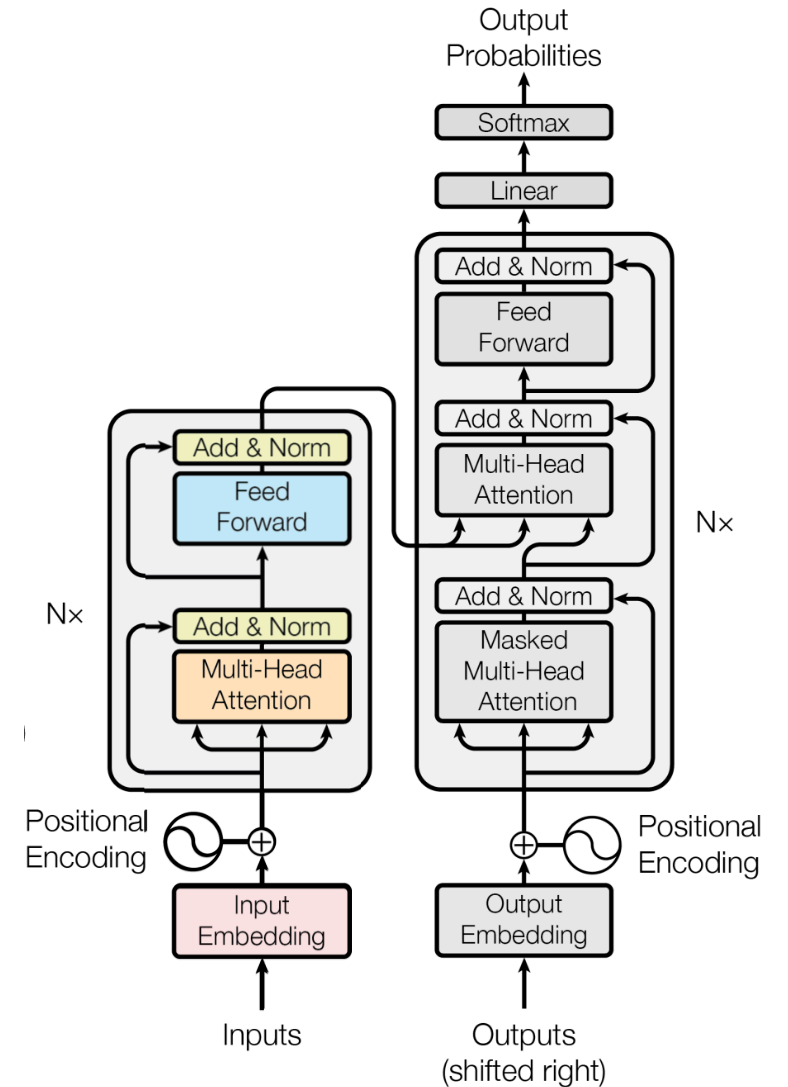 Output
Probabilities
Softmax
Linear
Add & Norm
Feed
Forward
Add & Norm
Multi-Head
Attention
Nx
Add & Norm
Masked
Multi-Head
Attention
Add & Norm
Feed
Forward
Nx
Add & Norm
Multi-Head
Attention
Positional
Encoding
Positional
Encoding
Input
Embedding
Output
Embedding
Inputs
Outputs
(shifted right)